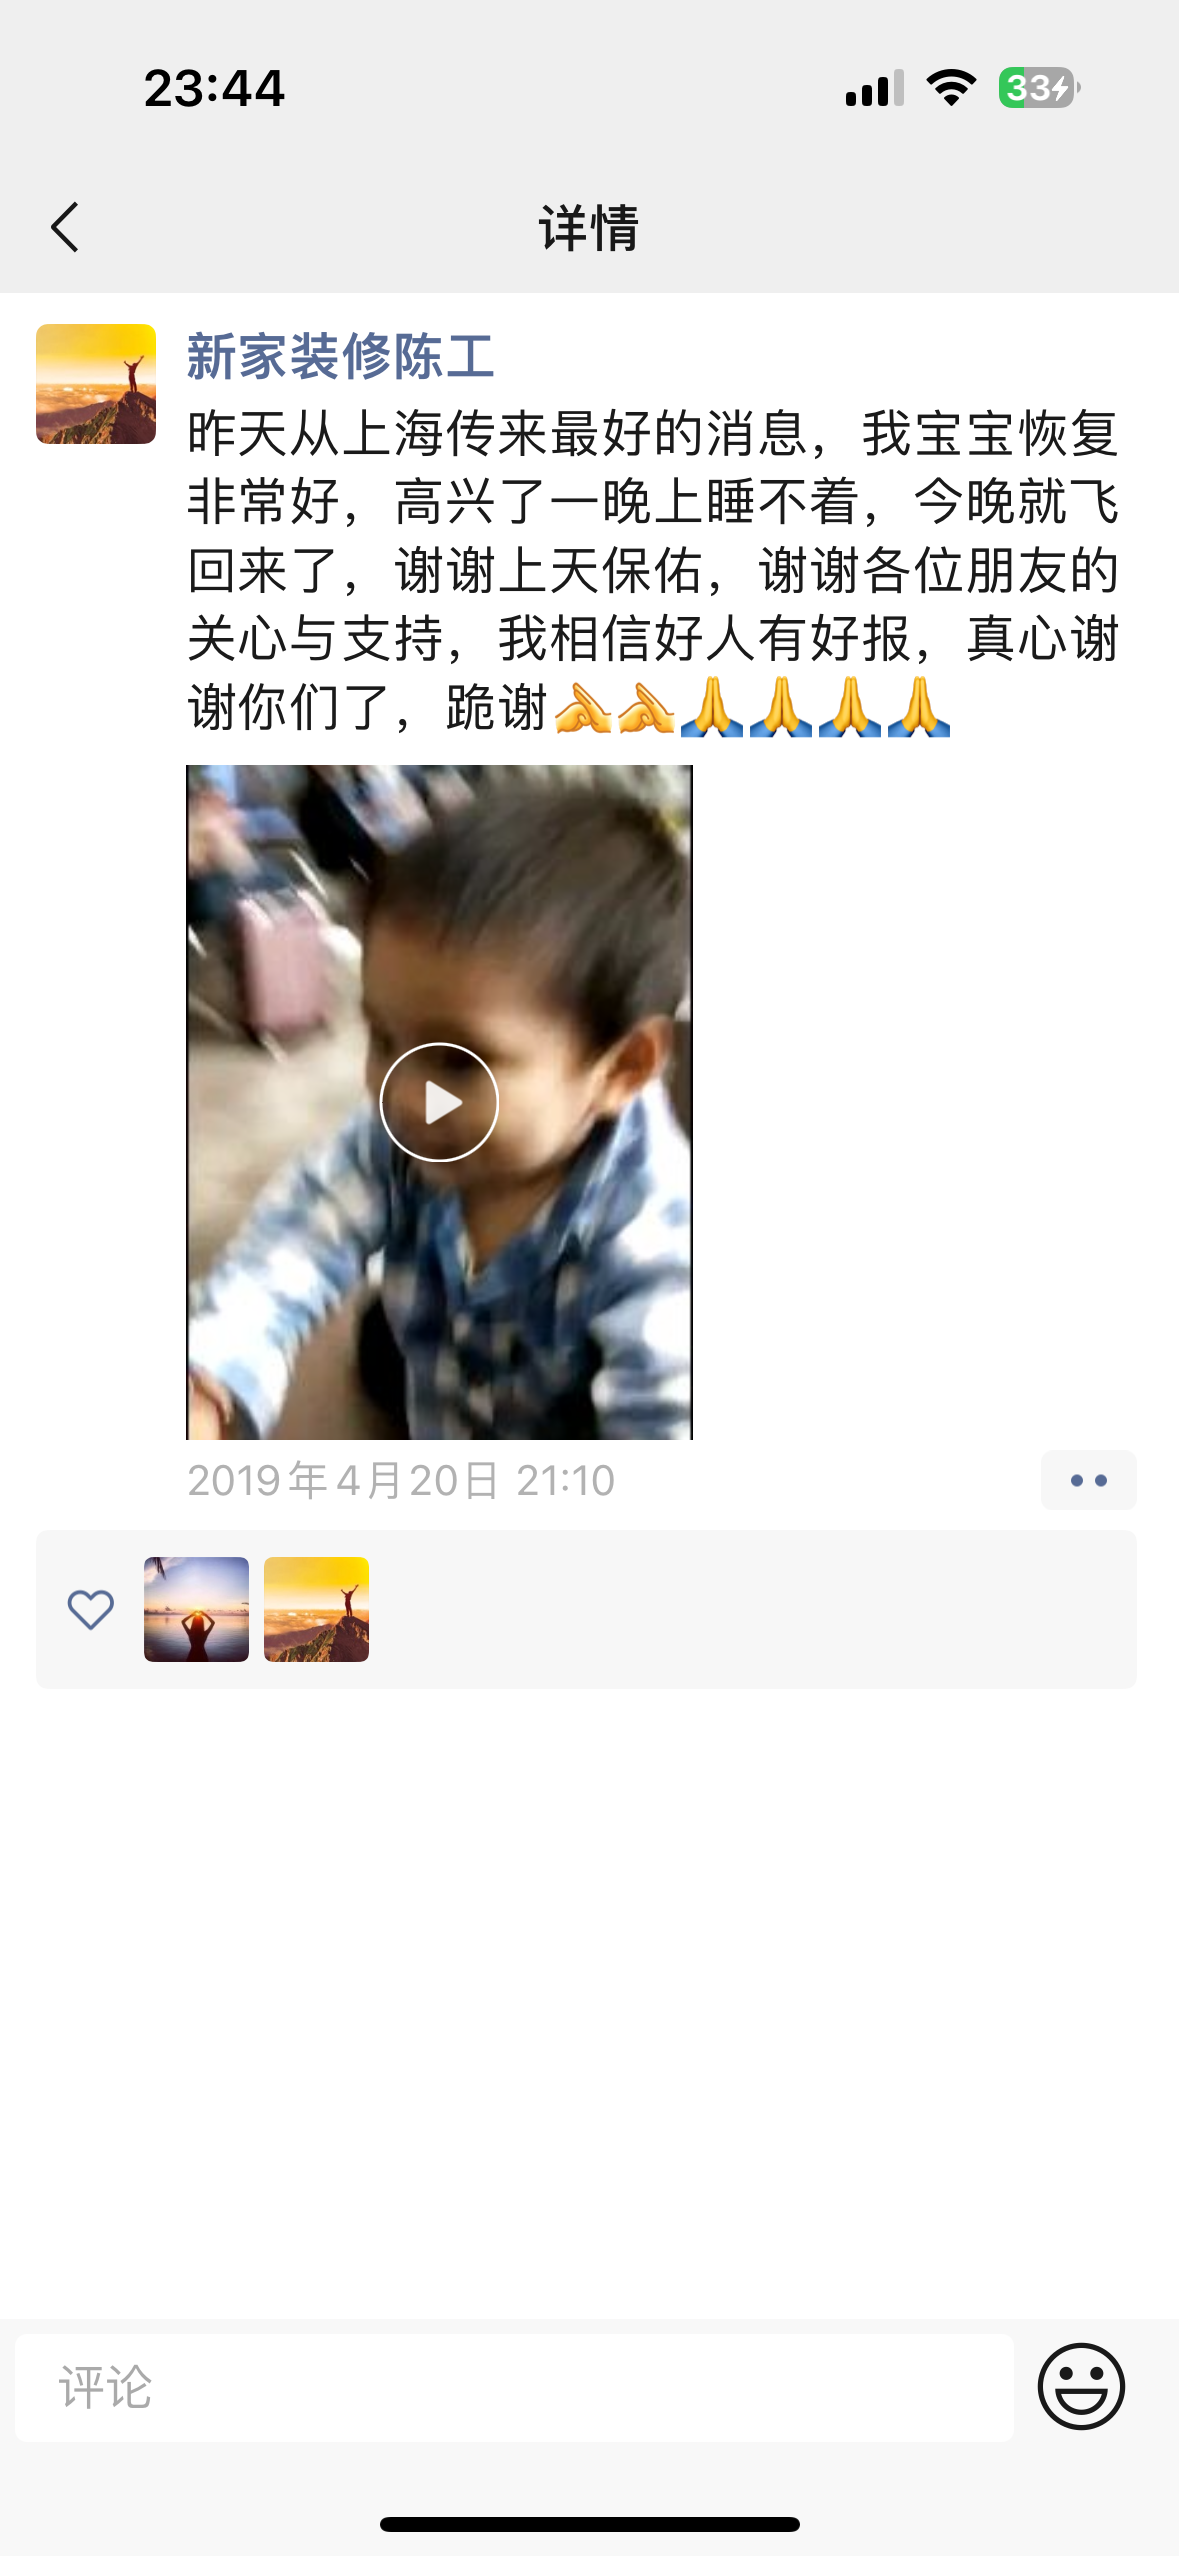 23:44
33
详情
新家装修陈工
昨天从上海传来最好的消息，我宝宝恢复
非常好，高兴了一晚上睡不着，今晚就飞
回来了，谢谢上天保佑，谢谢各位朋友的
关心与支持，我相信好人有好报，真心谢
谢你们了，跪谢🫴🫴🙏🙏🙏🙏
2019年4月20日 21:10
评论